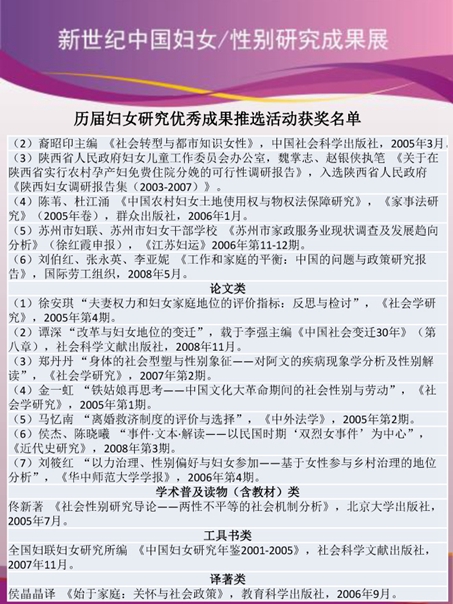 新世纪中国妇女/性别研究成果展
历届妇女研究优秀成果推选活动获奖名单
（2）裔昭印主编 《社会转型与都市知识女性》，中国社会科学出版社，2005年3月。
（3）陕西省人民政府妇女儿童工作委员会办公室，魏掌志、赵银侠执笔 《关于在
陕西省实行农村孕产妇免费住院分娩的可行性调研报告》，入选陕西省人民政府
《陕西妇女调研报告集（2003-2007）》。
（4）陈苇、杜江涌 《中国农村妇女土地使用权与物权法保障研究》，《家事法研
究》（2005年卷），群众出版社，2006年1月。
（5）苏州市妇联、苏州市妇女干部学校 《苏州市家政服务业现状调查及发展趋向
分析》（徐红霞申报），《江苏妇运》2006年第11-12期。
（6）刘伯红、张永英、李亚妮 《工作和家庭的平衡：中国的问题与政策研究报
告》，国际劳工组织，2008年5月。
论文类
（1）徐安琪 “夫妻权力和妇女家庭地位的评价指标：反思与检讨”，《社会学研
究》，2005年第4期。
（2）谭深 “改革与妇女地位的变迁”，载于李强主编《中国社会变迁30年》（第
八章），社会科学文献出版社，2008年11月。
（3）郑丹丹 “身体的社会型塑与性别象征——对阿文的疾病现象学分析及性别解
读”，《社会学研究》，2007年第2期。
（4）金一虹 “铁姑娘再思考——中国文化大革命期间的社会性别与劳动”，《社
会学研究》，2005年第1期。
（5）马忆南 “离婚救济制度的评价与选择”，《中外法学》，2005年第2期。
（6）侯杰、陈晓曦 “事件·文本·解读——以民国时期‘双烈女事件’为中心”，
《近代史研究》，2008年第3期。
（7）刘筱红 “以力治理、性别偏好与妇女参加——基于女性参与乡村治理的地位
分析”，《华中师范大学学报》，2006年第4期。
学术普及读物（含教材）类
佟新著 《社会性别研究导论——两性不平等的社会机制分析》，北京大学出版社，
2005年7月。
工具书类
全国妇联妇女研究所编 《中国妇女研究年鉴2001-2005》，社会科学文献出版社，
2007年11月。
译著类
侯晶晶译 《始于家庭：关怀与社会政策》，教育科学出版社，2006年9月。